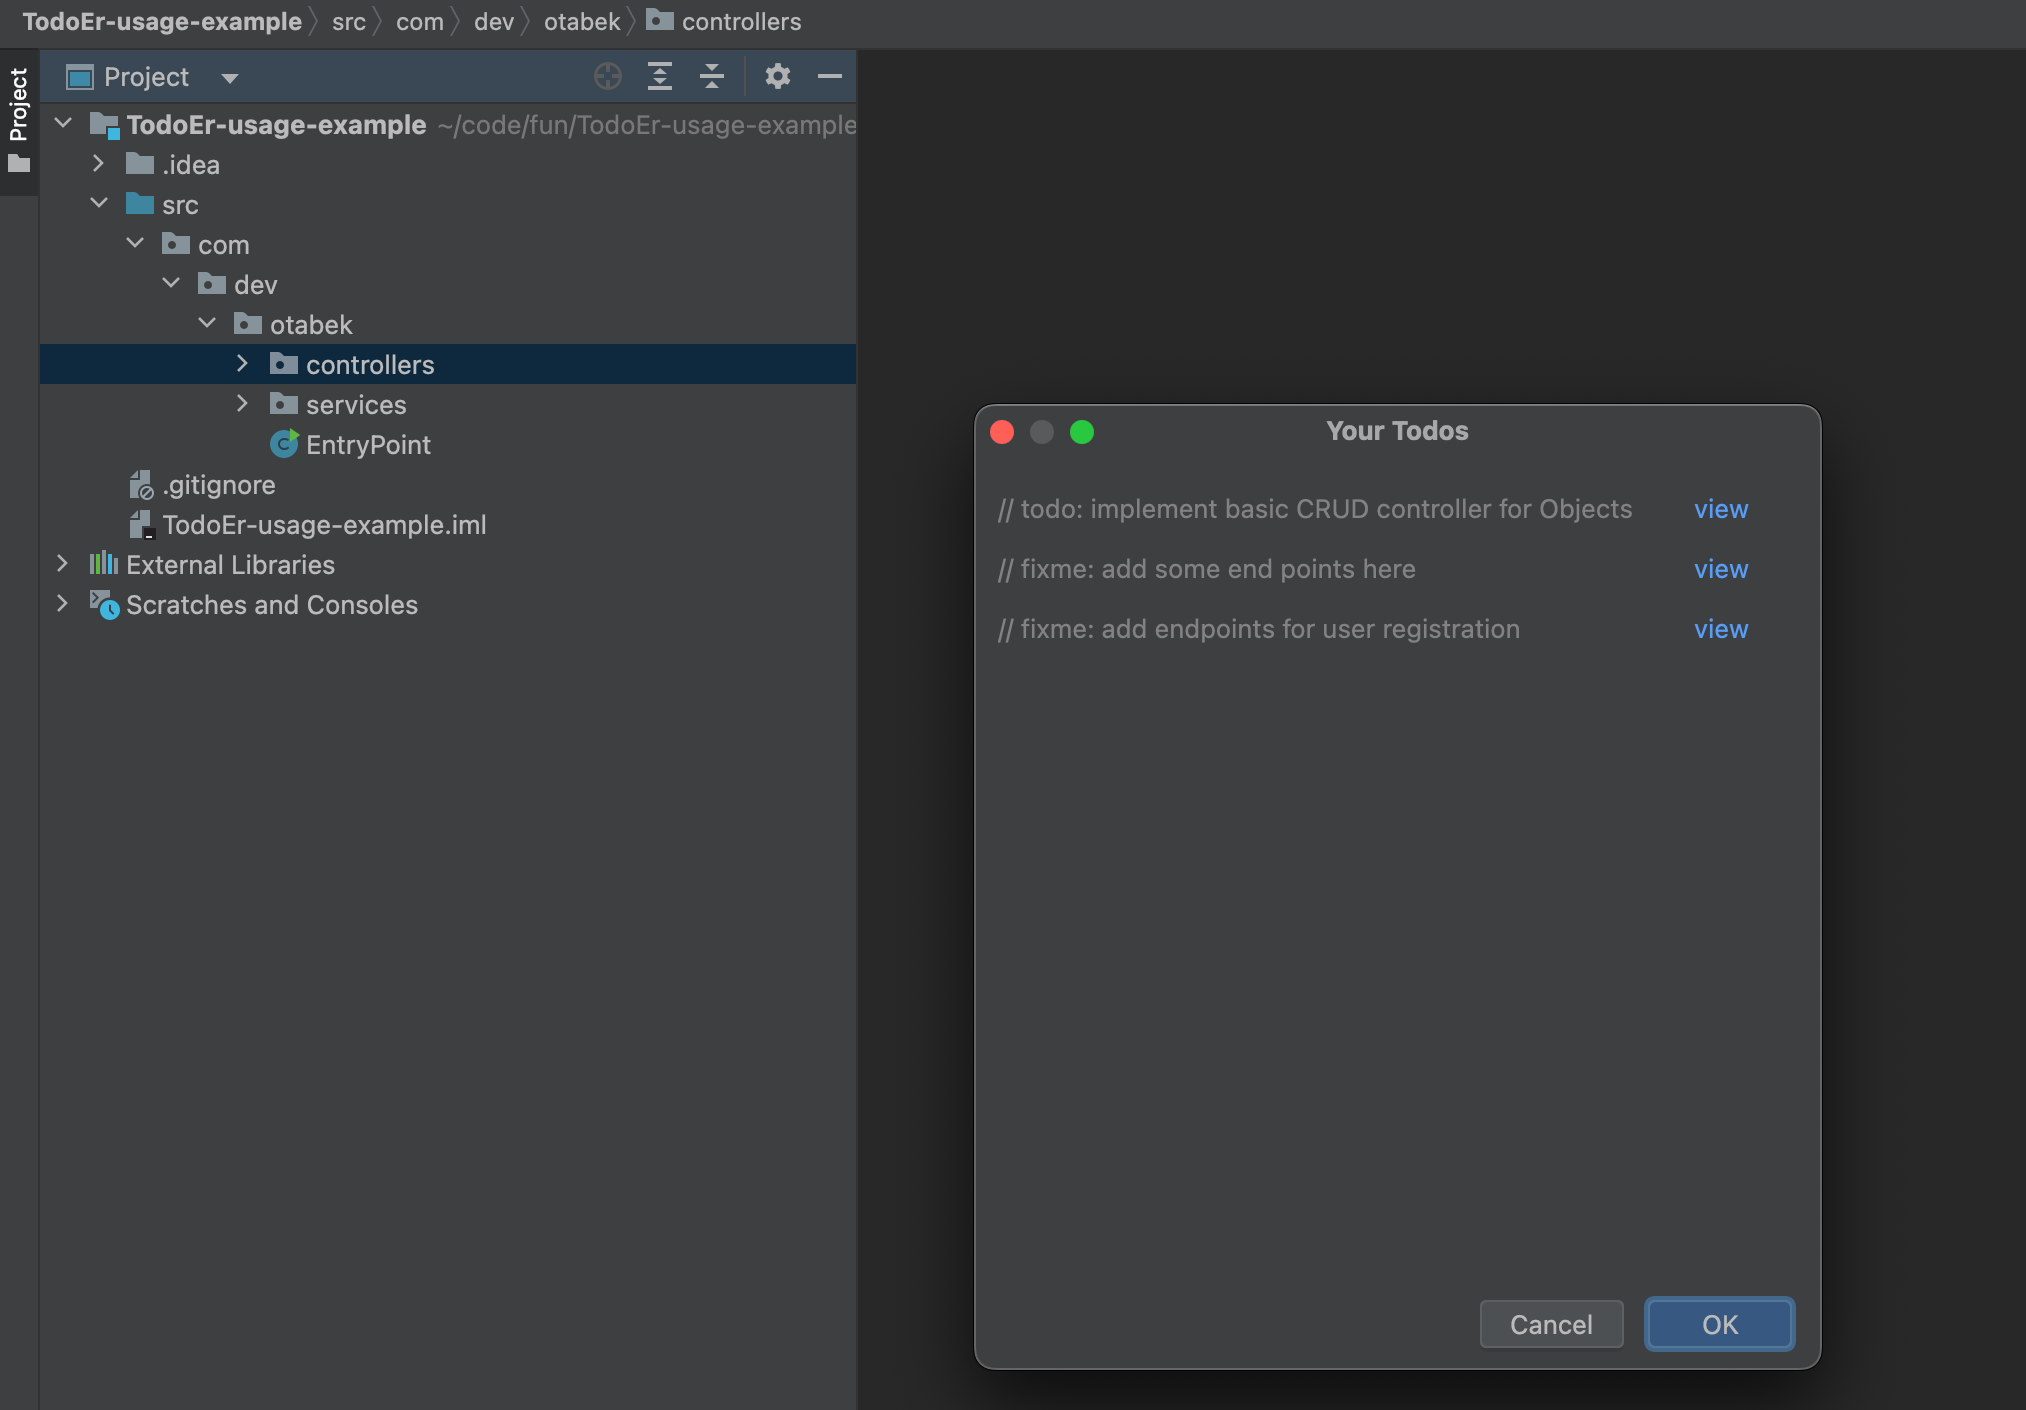 TodoEr-usage-example src com dev otabek controllers
Project
Project
TodoEr-usage-example ~/code/fun/TodoEr-usage-example
.idea
src
com
dev
otabek
controllers
services
EntryPoint
.gitignore
TodoEr-usage-example.iml
External Libraries
Scratches and Consoles
Your Todos
// todo: implement basic CRUD controller for Objects view
// fixme: add some end points here view
// fixme: add endpoints for user registration view
Cancel OK